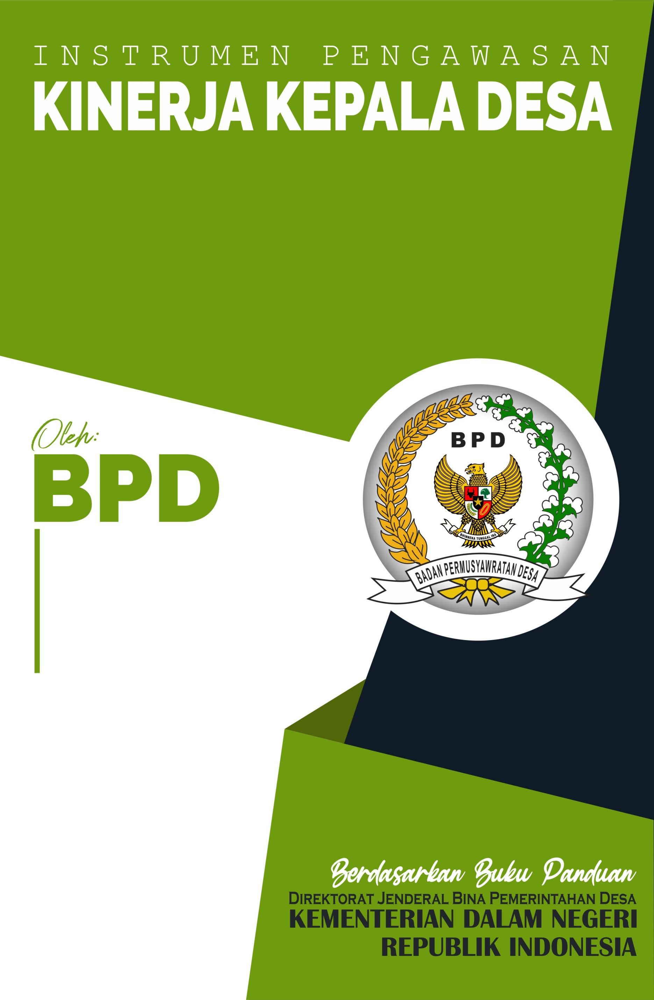 INSTRUMEN PENGAWASAN
KINERJA KEPALA DESA
Oleh:
BPD
BPD
BHINNEKA TUNGGAL IKA
BADAN PERMUSYAWRATAN DESA
Berdasarkan Buku Panduan
DIREKTORAT JENDERAL BINA PEMERINTAHAN DESA
KEMENTERIAN DALAM NEGERI
REPUBLIK INDONESIA